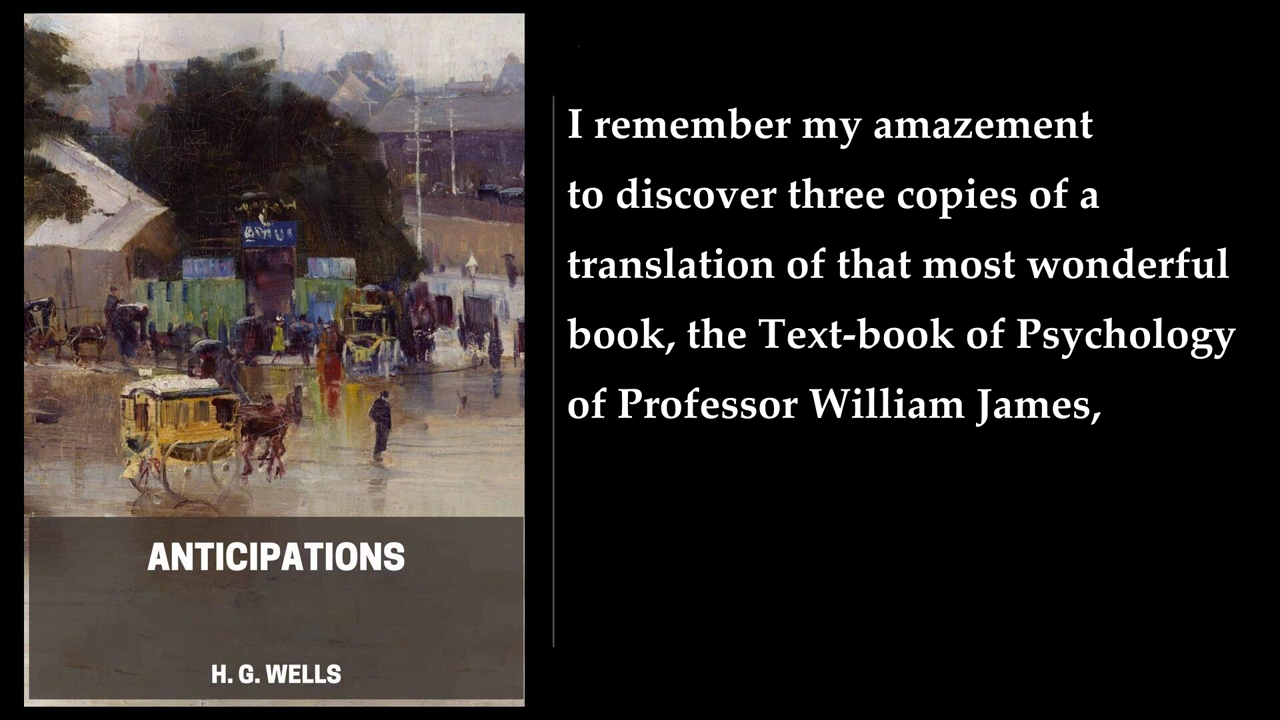 ANTICIPATIONS
H. G. WELLS
I remember my amazement
to discover three copies of a
translation of that most wonderful
book, the Text-book of Psychology
of Professor William James,